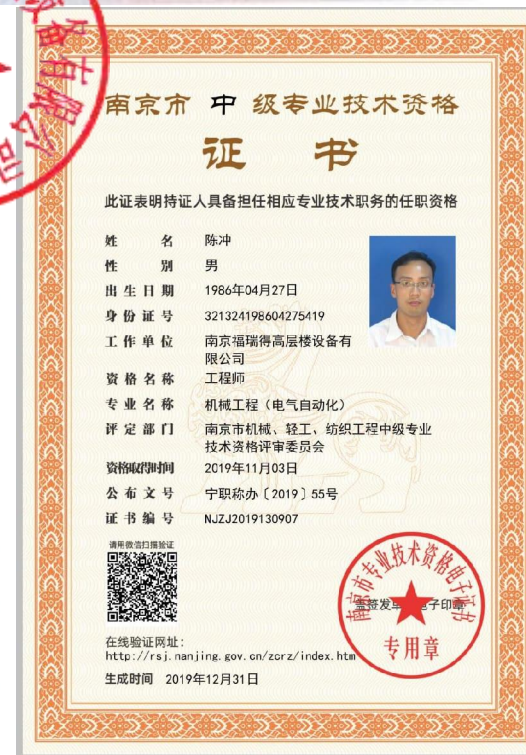 设备有限公司
南京市 中 级专业技术资格
证 书
此证表明持证人具备担任相应专业技术职务的任职资格
姓名 陈冲
性别 男
出生日期 1986年04月27日
身份证号 321324198604275419
工作单位 南京福瑞得高层楼设备有
限公司
资格名称 工程师
专业名称 机械工程（电气自动化）
评定部门 南京市机械、轻工、纺织工程中级专业
技术资格评审委员会
资格取得时间 2019年11月03日
公布文号 宁职称办〔2019〕55号
证书编号 NJZJ2019130907
请用微信扫描验证
南京市专业技术资格电子证书
专用章
在线验证网址：
http://rsj.nanjing.gov.cn/zcrz/index.htm
生成时间 2019年12月31日